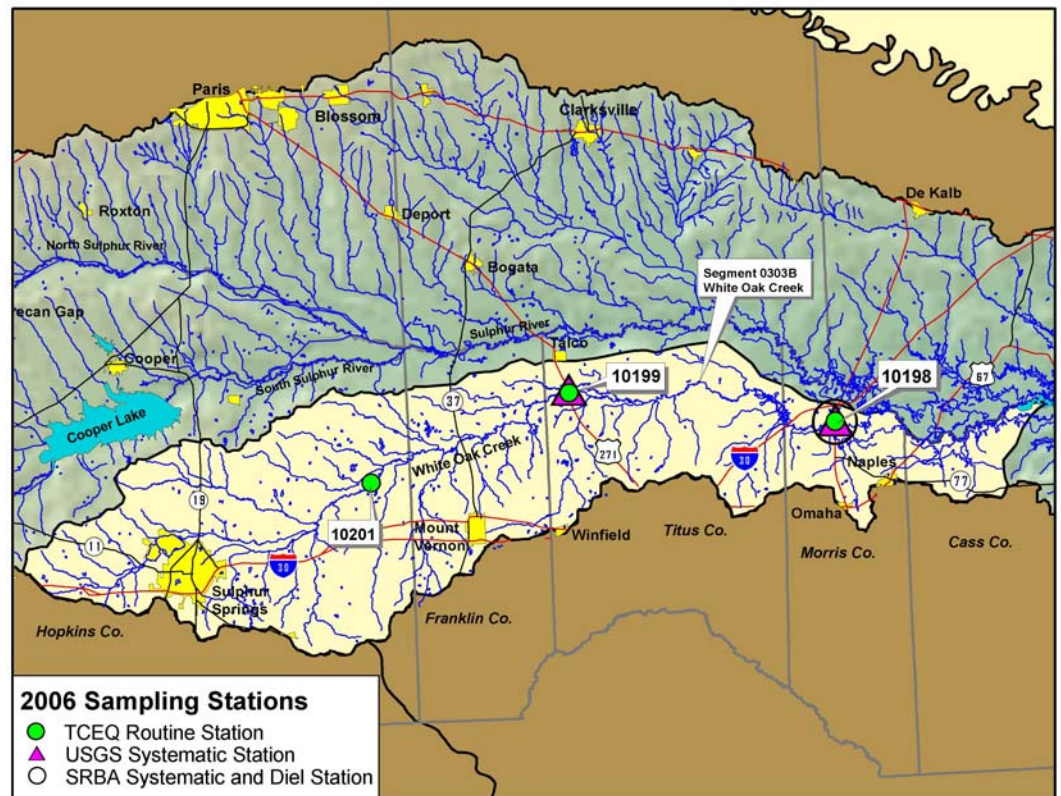 Paris
Blossom
Clarksville
De Kalb
Roxton
Deport
North Sulphur River
Bogata
Segment 0303B
White Oak Creek
ecan Gap
Sulphur River
Talco
Cooper
South Sulphur River
10199
10198
67
Cooper Lake
37
White Oak Creek
271
30
Naples
19
77
10201
Mount
Vernon
Winfield
Omaha
Titus Co.
Morris Co.
Cass Co.
11
30
Sulphur
Springs
Franklin Co.
Hopkins Co.
2006 Sampling Stations
TCEQ Routine Station
USGS Systematic Station
SRBA Systematic and Diel Station